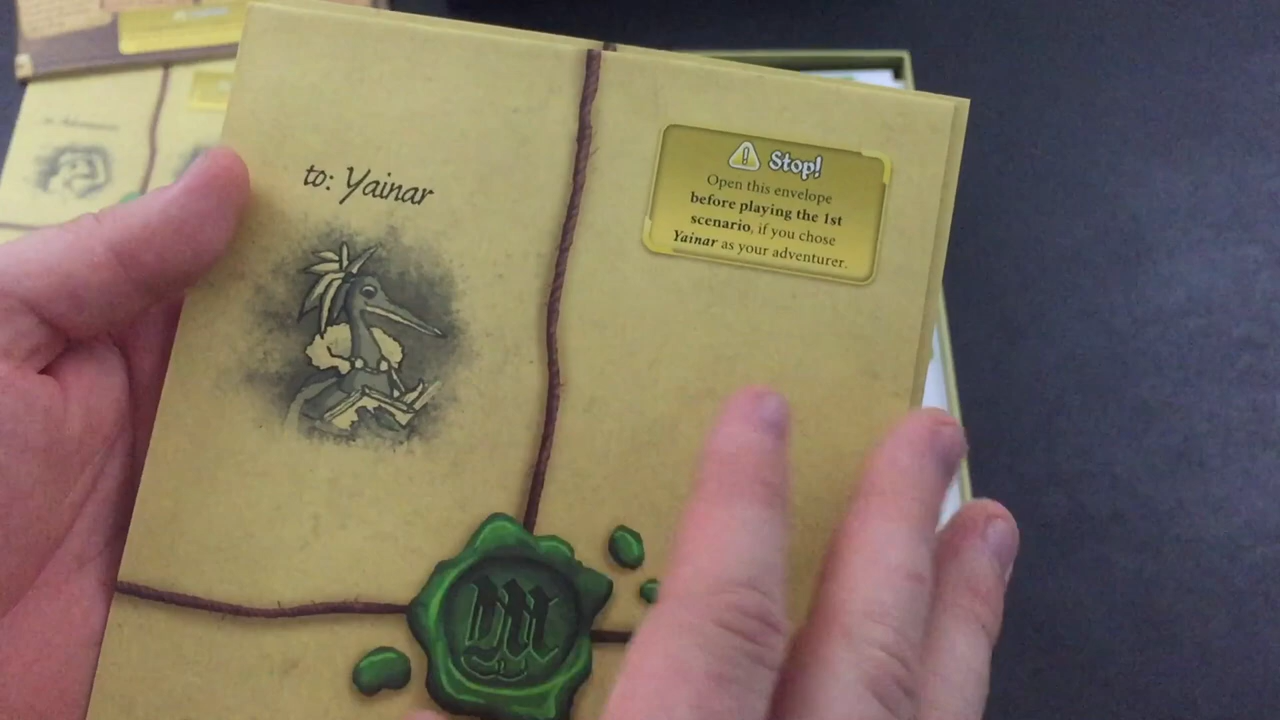 to: Yainar
Stop!
Open this envelope
before playing the 1st
scenario, if you chose
Yainar as your adventurer.
M